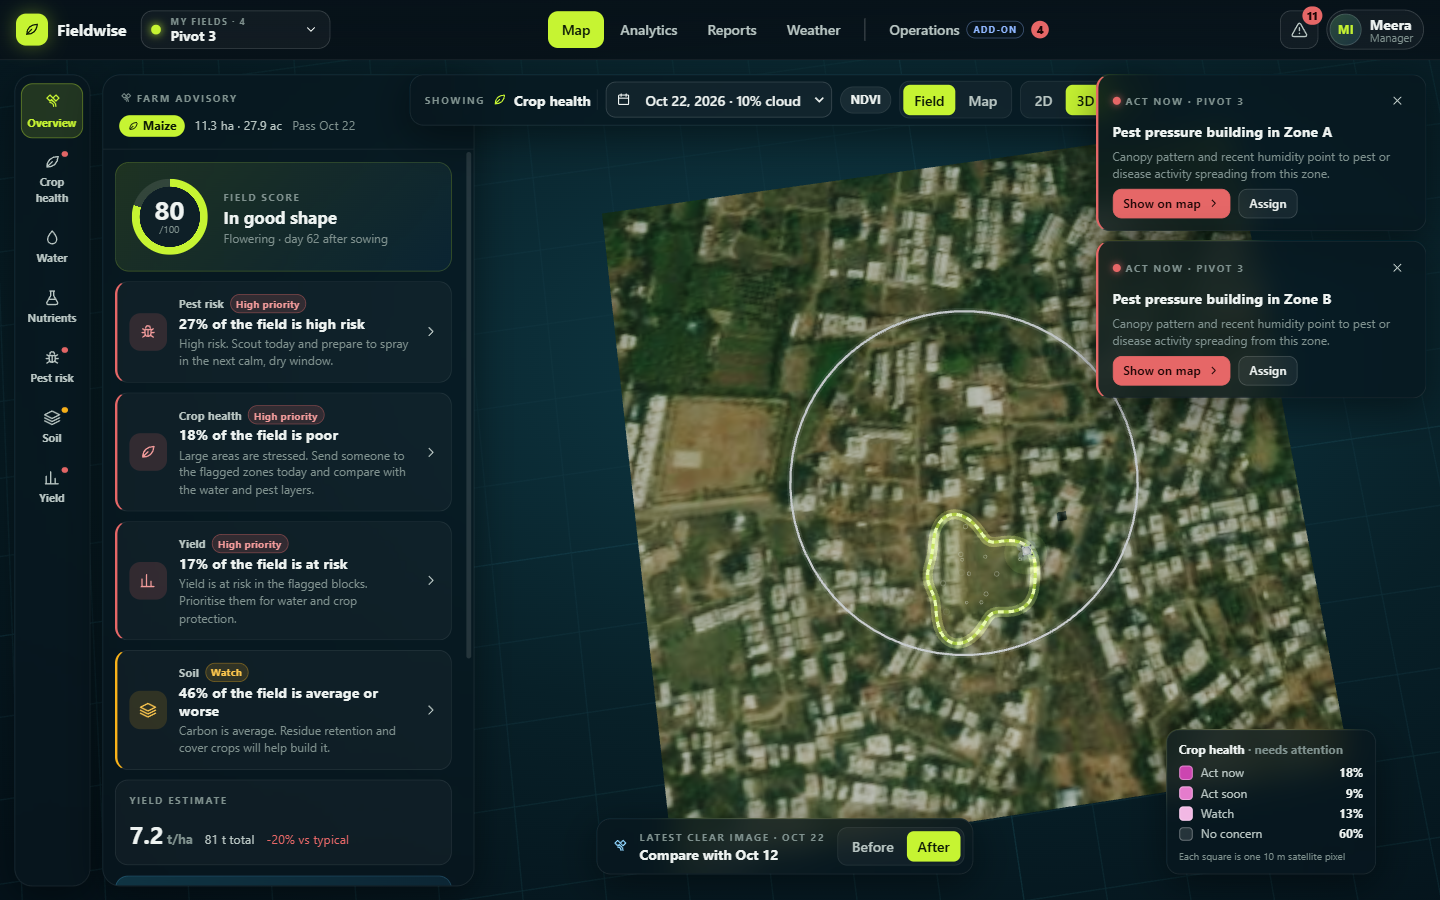 Fieldwise
MY FIELDS · 4
Pivot 3
Map
Analytics
Reports
Weather
Operations
ADD-ON
4
11
MI
Meera
Manager
Overview
Crop
health
Water
Nutrients
Pest risk
Soil
Yield
FARM ADVISORY
Maize
11.3 ha · 27.9 ac
Pass Oct 22
SHOWING
Crop health
Oct 22, 2026 · 10% cloud
NDVI
Field
Map
2D
3D
80
/100
FIELD SCORE
In good shape
Flowering · day 62 after sowing
Pest risk
High priority
27% of the field is high risk
High risk. Scout today and prepare to spray
in the next calm, dry window.
Crop health
High priority
18% of the field is poor
Large areas are stressed. Send someone to
the flagged zones today and compare with
the water and pest layers.
Yield
High priority
17% of the field is at risk
Yield is at risk in the flagged blocks.
Prioritise them for water and crop
protection.
Soil
Watch
46% of the field is average or
worse
Carbon is average. Residue retention and
cover crops will help build it.
YIELD ESTIMATE
7.2 t/ha
81 t total
-20% vs typical
ACT NOW · PIVOT 3
Pest pressure building in Zone A
Canopy pattern and recent humidity point to pest or
disease activity spreading from this zone.
Show on map
Assign
ACT NOW · PIVOT 3
Pest pressure building in Zone B
Canopy pattern and recent humidity point to pest or
disease activity spreading from this zone.
Show on map
Assign
LATEST CLEAR IMAGE · OCT 22
Compare with Oct 12
Before
After
Crop health · needs attention
Act now 18%
Act soon 9%
Watch 13%
No concern 60%
Each square is one 10 m satellite pixel